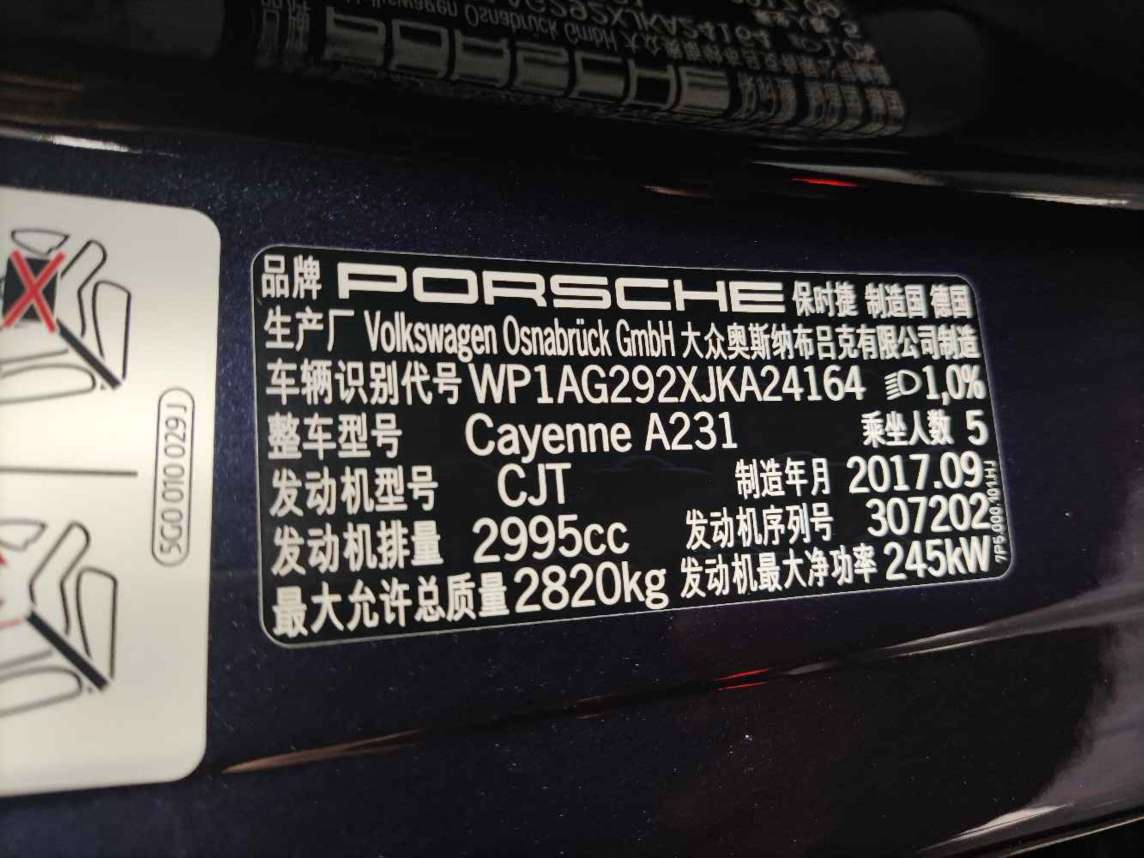 品牌 PORSCHE 保时捷 制造国 德国
生产厂 Volkswagen Osnabrück GmbH 大众奥斯纳布吕克有限公司制造
车辆识别代号 WP1AG292XJKA24164 1,0%
整车型号 Cayenne A231 乘坐人数 5
发动机型号 CJT 制造年月 2017.09
发动机排量 2995cc 发动机序列号 307202
最大允许总质量 2820kg 发动机最大净功率 245kW
7P5.000.101.HJ
5G0 010 029 J